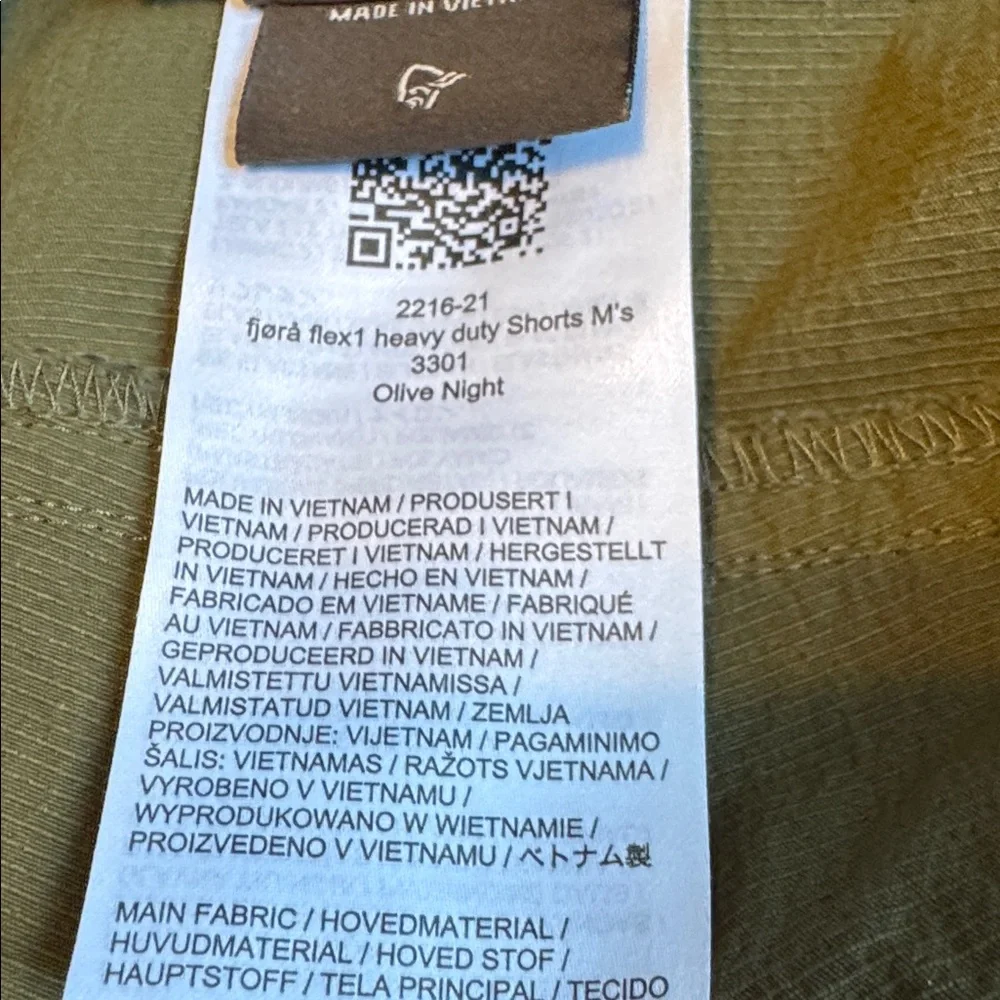 MADE IN
2216-21
fjørå flex1 heavy duty Shorts M's
3301
Olive Night
MADE IN VIETNAM / PRODUSERT I
VIETNAM / PRODUCERAD I VIETNAM /
PRODUCERET I VIETNAM / HERGESTELLT
IN VIETNAM / HECHO EN VIETNAM /
FABRICADO EM VIETNAME / FABRIQUÉ
AU VIETNAM / FABBRICATO IN VIETNAM /
GEPRODUCEERD IN VIETNAM /
VALMISTETTU VIETNAMISSA /
VALMISTATUD VIETNAM / ZEMLJA
PROIZVODNJE: VIJETNAM / PAGAMINIMO
ŠALIS: VIETNAMAS / RAŽOTS VJETNAMA /
VYROBENO V VIETNAMU /
WYPRODUKOWANO W WIETNAMIE /
PROIZVEDENO V VIETNAMU / ベトナム製
MAIN FABRIC / HOVEDMATERIAL /
HUVUDMATERIAL / HOVED STOF /
HAUPTSTOFF / TELA PRINCIPAL / TECIDO